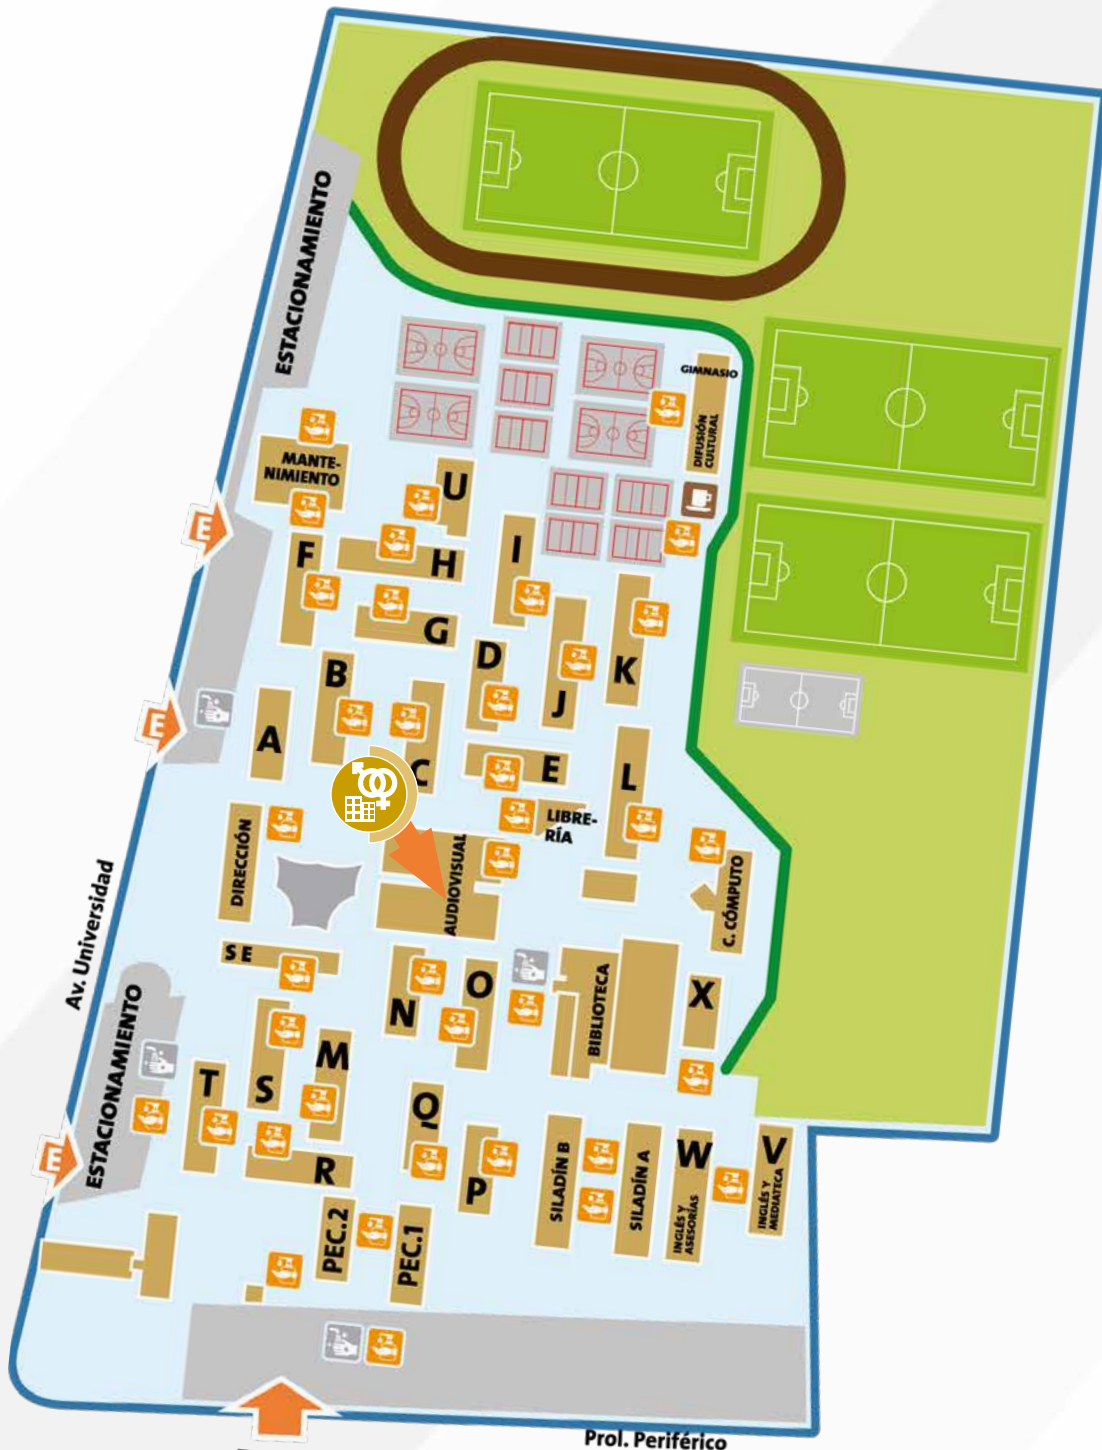 ESTACIONAMIENTO
GIMNASIO
DIFUSIÓN
CULTURAL
MANTE-
NIMIENTO
U
E
F
H
I
G
D
K
B
J
E
A
C
E
L
LIBRE-
RÍA
DIRECCIÓN
AUDIOVISUAL
C. CÓMPUTO
Av. Universidad
SE
N
O
BIBLIOTECA
X
ESTACIONAMIENTO
M
T
S
Q
E
R
P
SILADÍN B
SILADÍN A
W
INGLÉS Y
ASESORÍAS
V
INGLÉS Y
MEDIATECA
PEC.2
PEC.1
Prol. Periférico